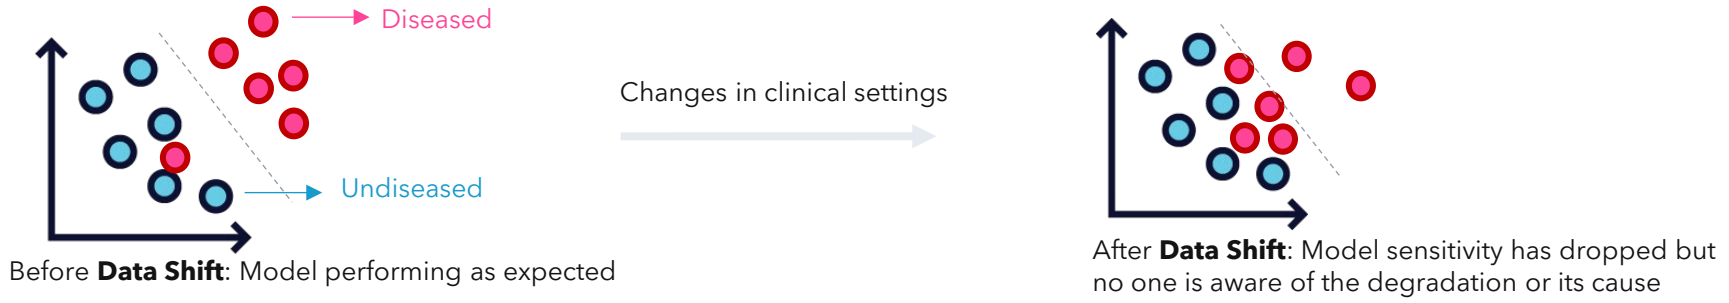 Diseased
Undiseased
Before Data Shift: Model performing as expected
Changes in clinical settings
After Data Shift: Model sensitivity has dropped but
no one is aware of the degradation or its cause